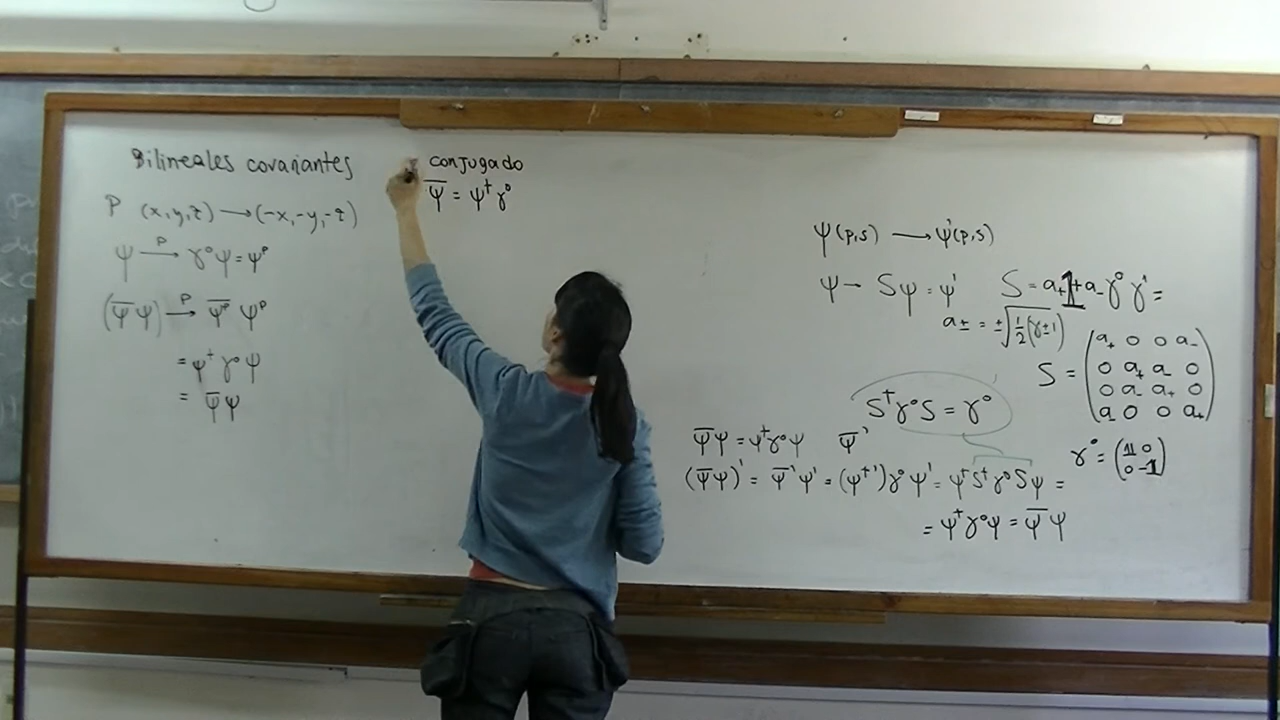 Bilineales covariantes
P (x,y,z) → (-x,-y,-z)
ψ →ᴾ γ⁰ψ = ψᴾ
(ψ̅ψ) →ᴾ ψ̅ᴾ ψᴾ
= ψ†γ⁰ψ
= ψ̅ψ
conjugado
ψ̅ = ψ†γ⁰
ψ(p,s) → ψ'(p,s)
ψ → Sψ = ψ' S = a₊1 + a₋γ⁰γ¹ =
a± = ±√(½(γ±1))
S = (a₊ 0 0 a₋
0 a₊ a₋ 0
0 a₋ a₊ 0
a₋ 0 0 a₊)
S†γ⁰S = γ⁰
ψ̅ψ = ψ†γ⁰ψ ψ̅'
γ⁰ = (1 0
0 -1)
(ψ̅ψ)' = ψ̅'ψ' = (ψ†')γ⁰ψ' = ψ†S†γ⁰Sψ =
= ψ†γ⁰ψ = ψ̅ψ